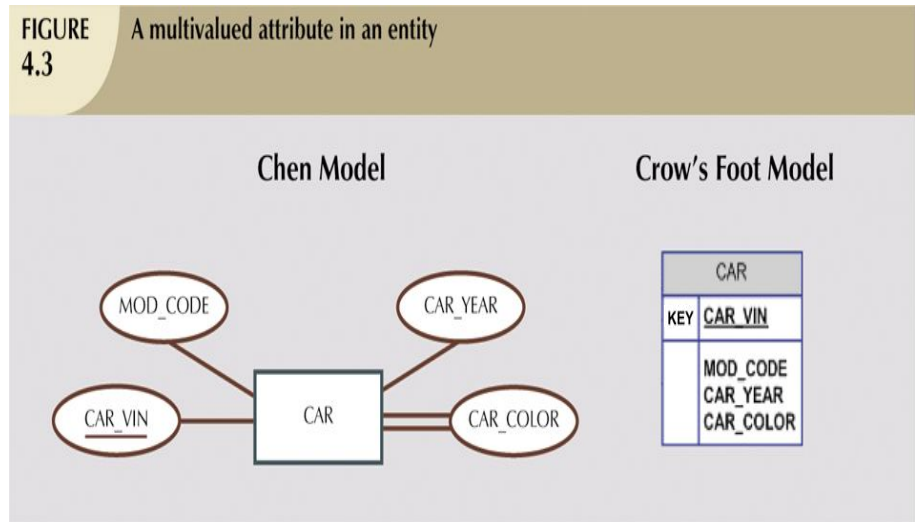 FIGURE
4.3
A multivalued attribute in an entity
Chen Model
Crow's Foot Model
MOD_CODE
CAR_YEAR
CAR_VIN
CAR
CAR_COLOR
CAR
KEY CAR_VIN
MOD_CODE
CAR_YEAR
CAR_COLOR